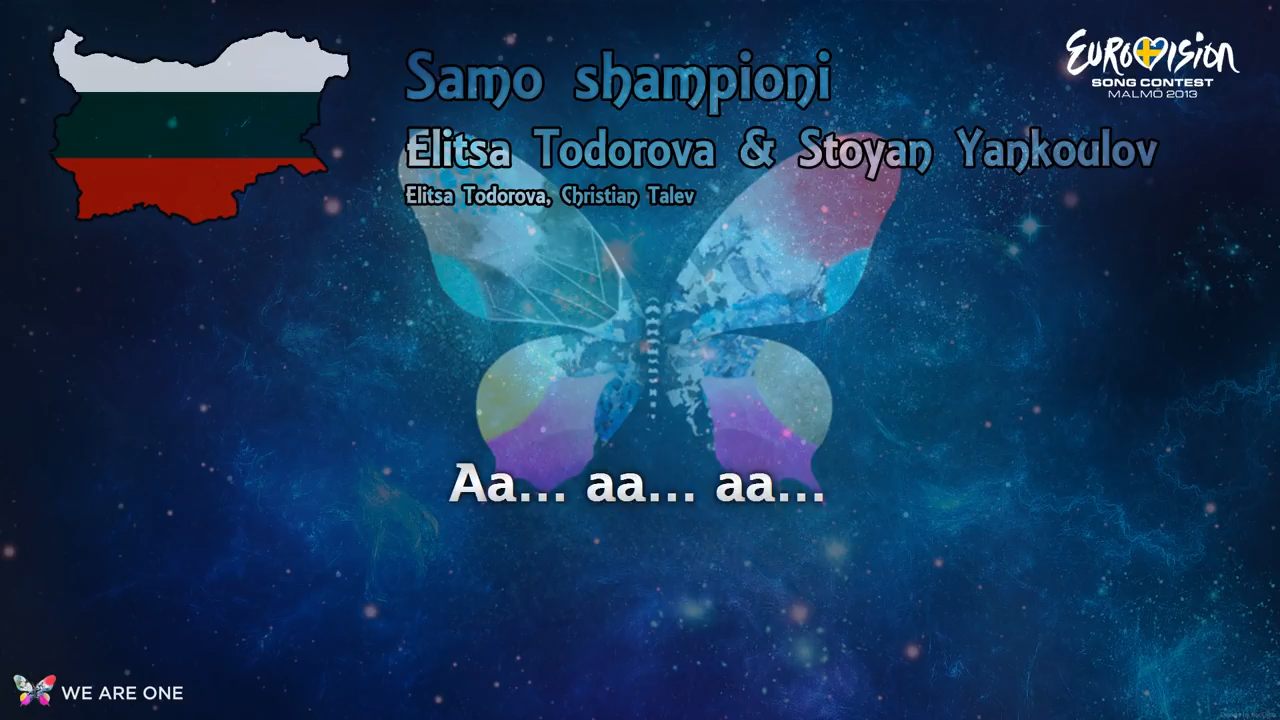 Samo shampioni
Elitsa Todorova & Stoyan Yankoulov
Elitsa Todorova, Christian Talev
EUROVISION
SONG CONTEST
MALMÖ 2013
Aa... aa... aa...
WE ARE ONE